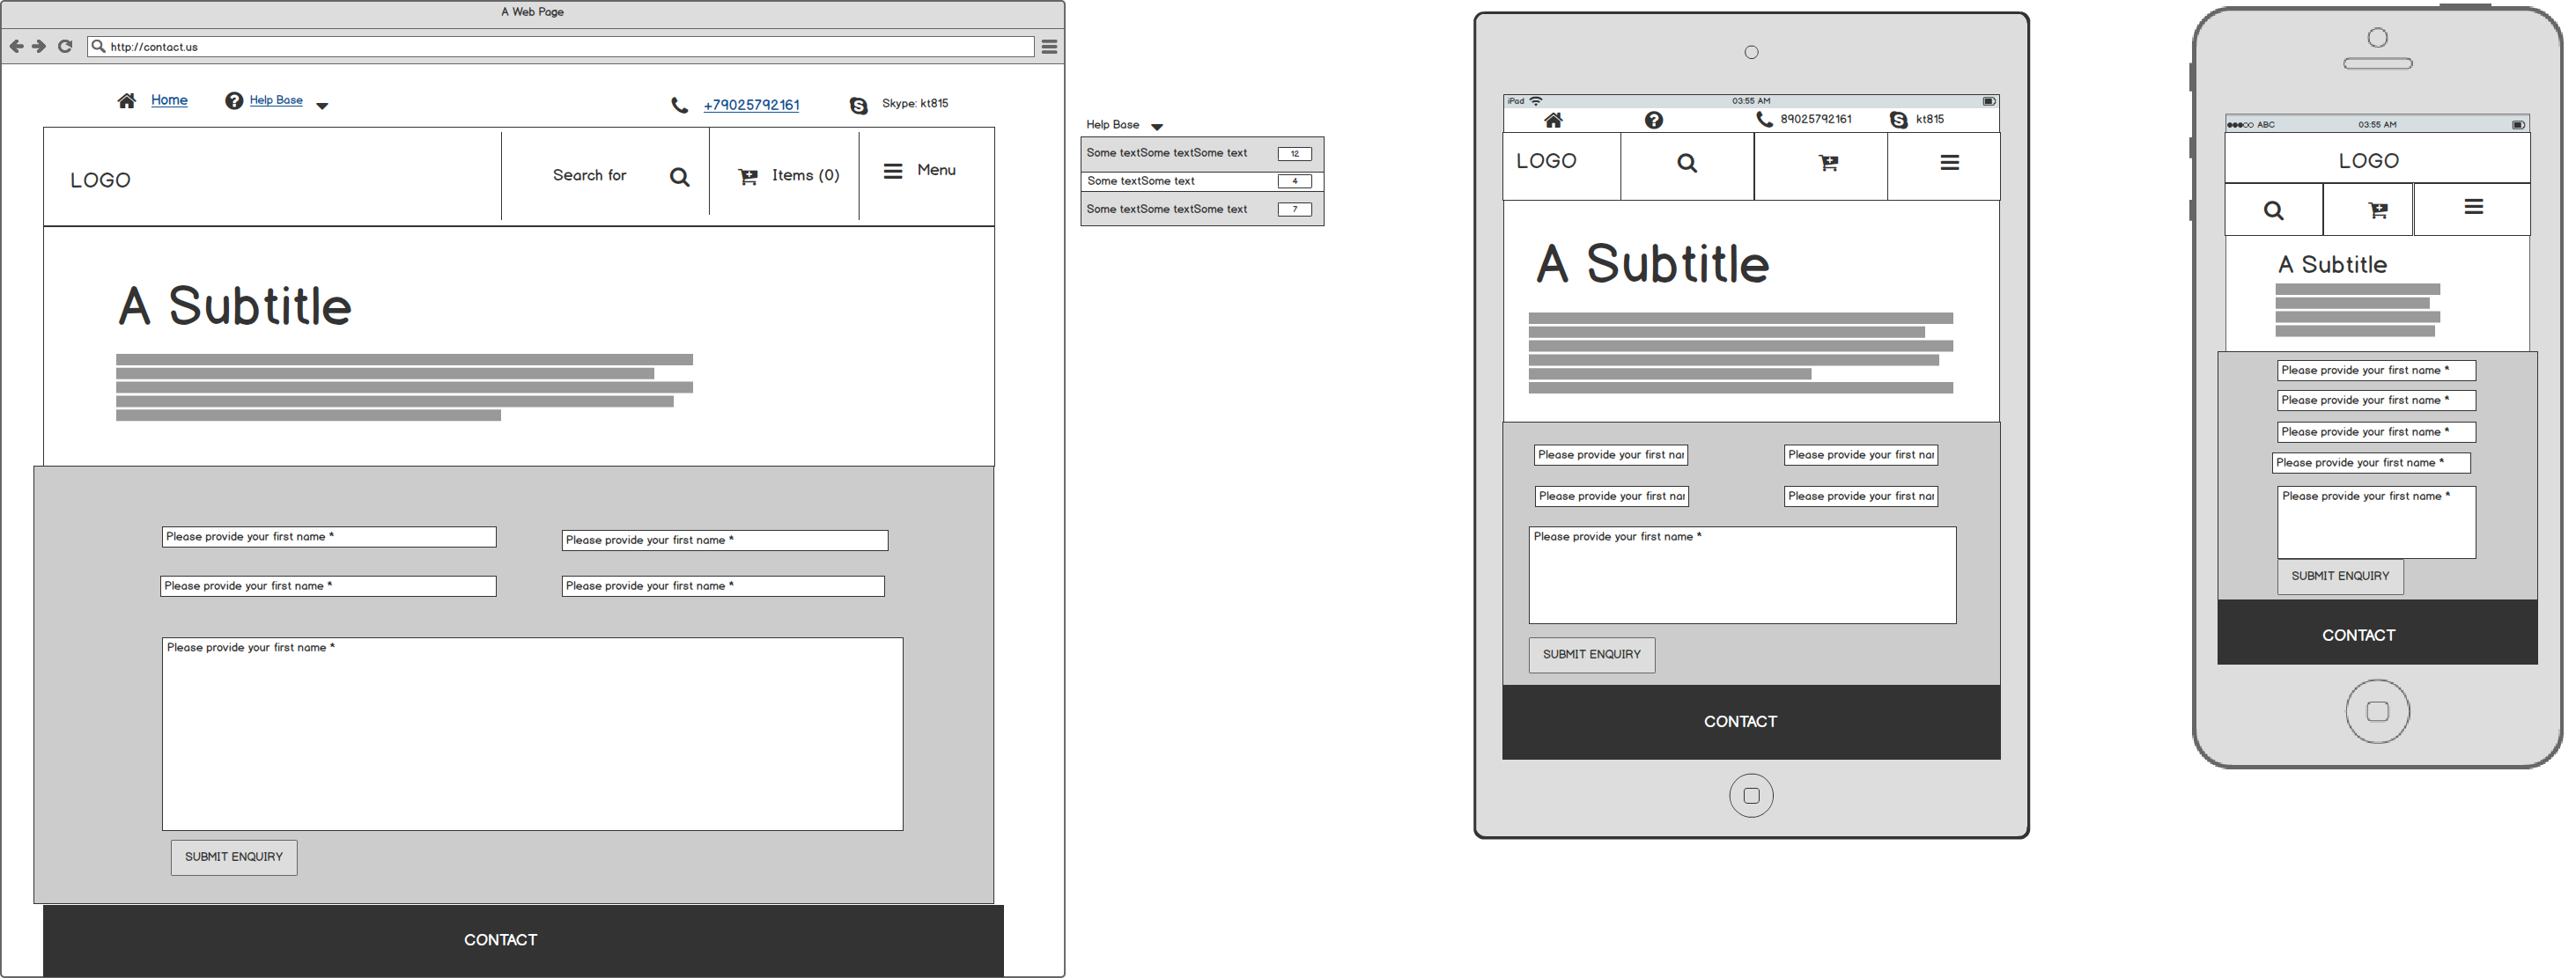 A Web Page
http://contact.us
Home
Help Base
+79025792161
Skype: kt815
LOGO
Search for
Items (0)
Menu
A Subtitle
Please provide your first name *
Please provide your first name *
Please provide your first name *
Please provide your first name *
Please provide your first name *
SUBMIT ENQUIRY
CONTACT
Help Base
Some textSome textSome text 12
Some textSome text 4
Some textSome textSome text 7
iPad
03:55 AM
89025792161
kt815
LOGO
A Subtitle
Please provide your first nar
Please provide your first nar
Please provide your first nar
Please provide your first nar
Please provide your first name *
SUBMIT ENQUIRY
CONTACT
ABC
03:55 AM
LOGO
A Subtitle
Please provide your first name *
Please provide your first name *
Please provide your first name *
Please provide your first name *
Please provide your first name *
SUBMIT ENQUIRY
CONTACT